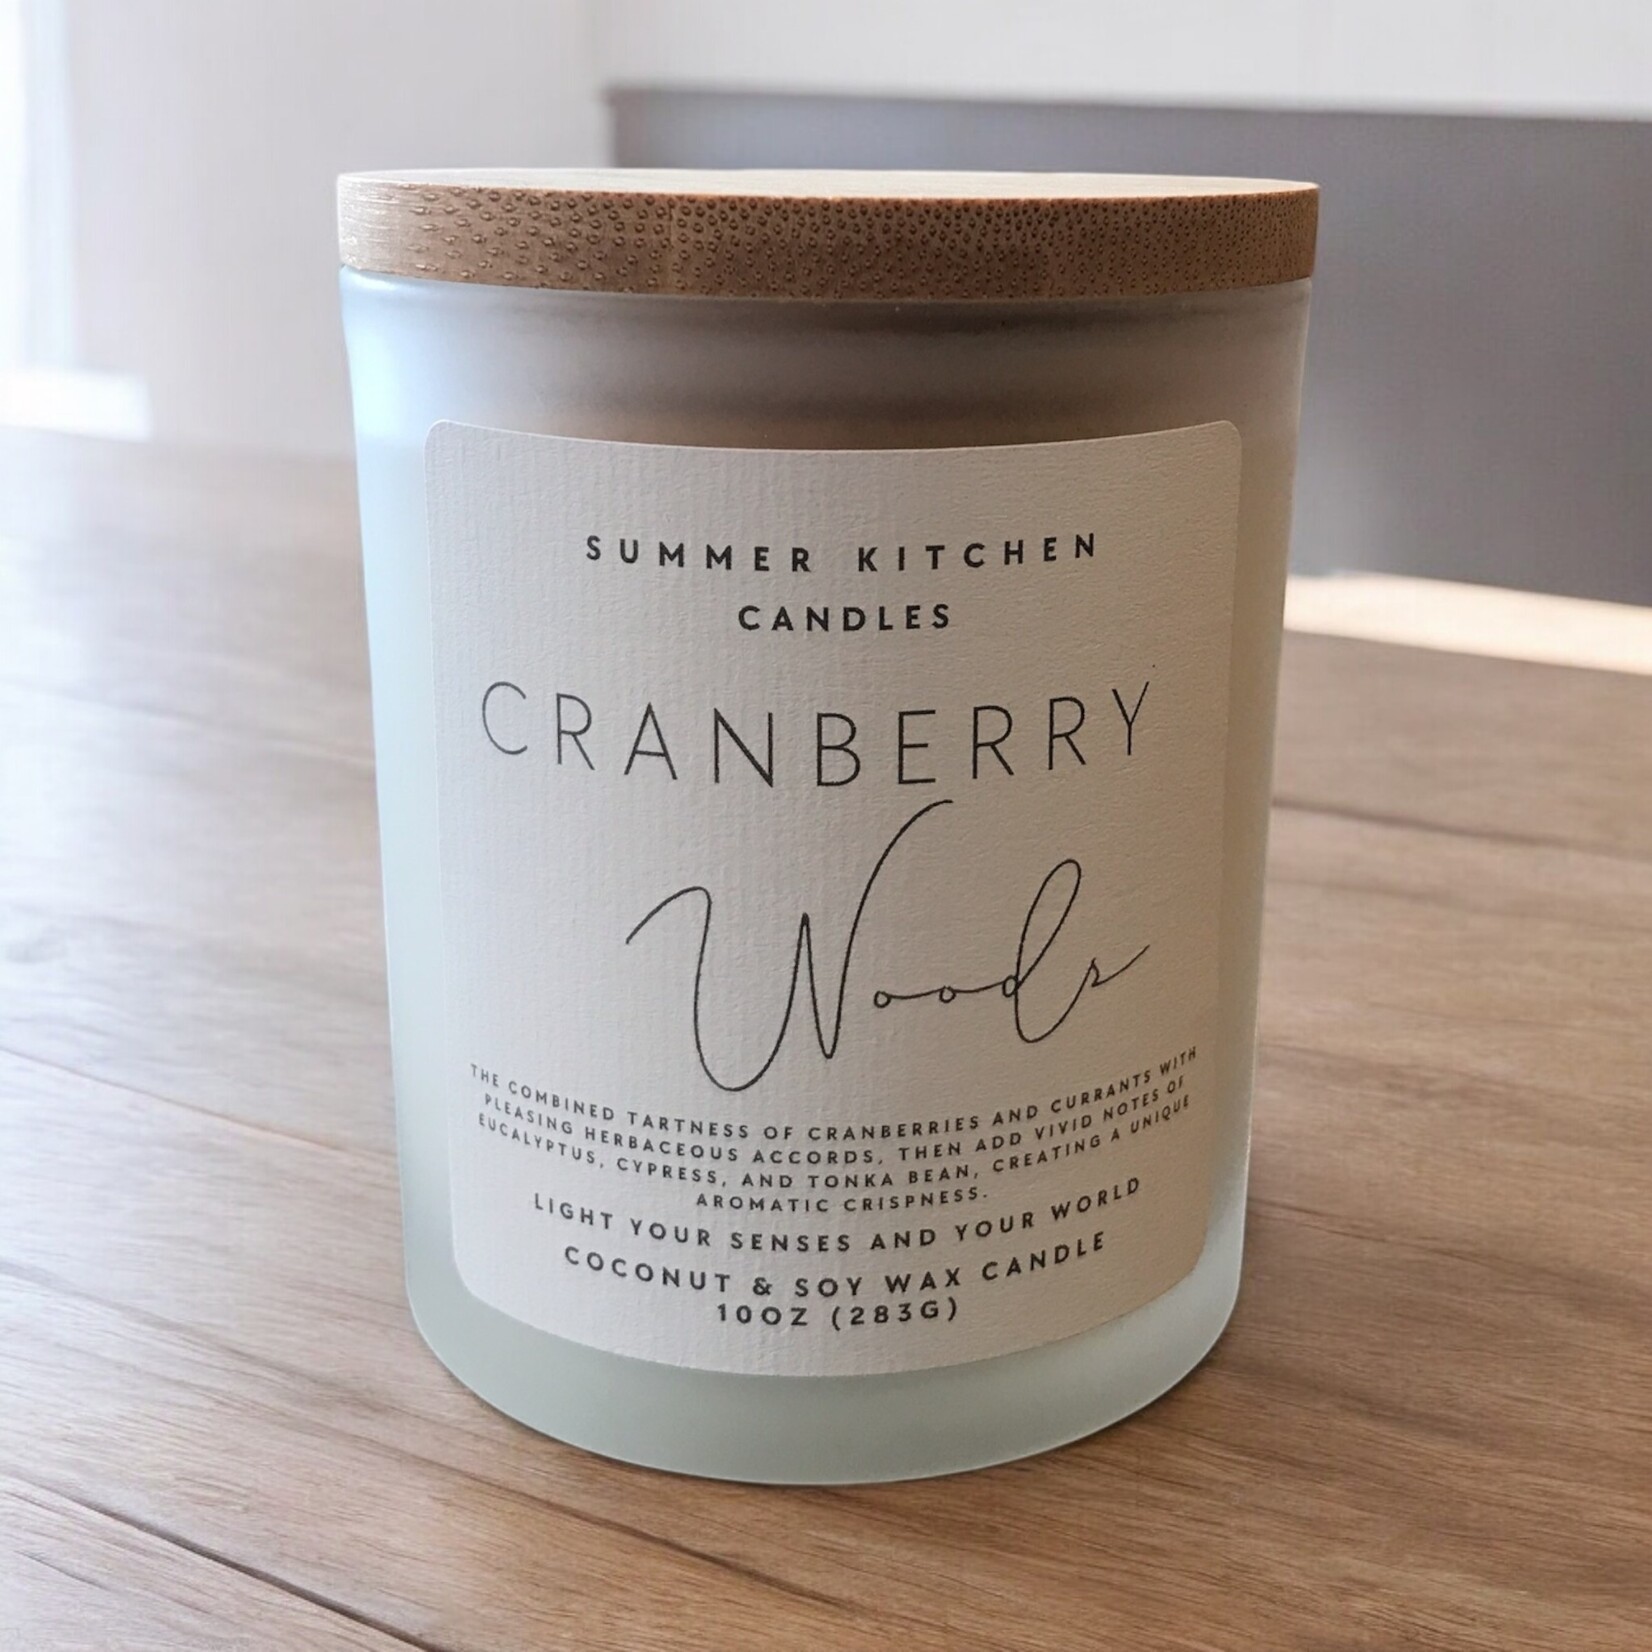 SUMMER KITCHEN
CANDLES
CRANBERRY
Woods
THE COMBINED TARTNESS OF CRANBERRIES AND CURRANTS WITH
PLEASING HERBACEOUS ACCORDS, THEN ADD VIVID NOTES OF
EUCALYPTUS, CYPRESS, AND TONKA BEAN, CREATING A UNIQUE
AROMATIC CRISPNESS.
LIGHT YOUR SENSES AND YOUR WORLD
COCONUT & SOY WAX CANDLE
10OZ (283G)